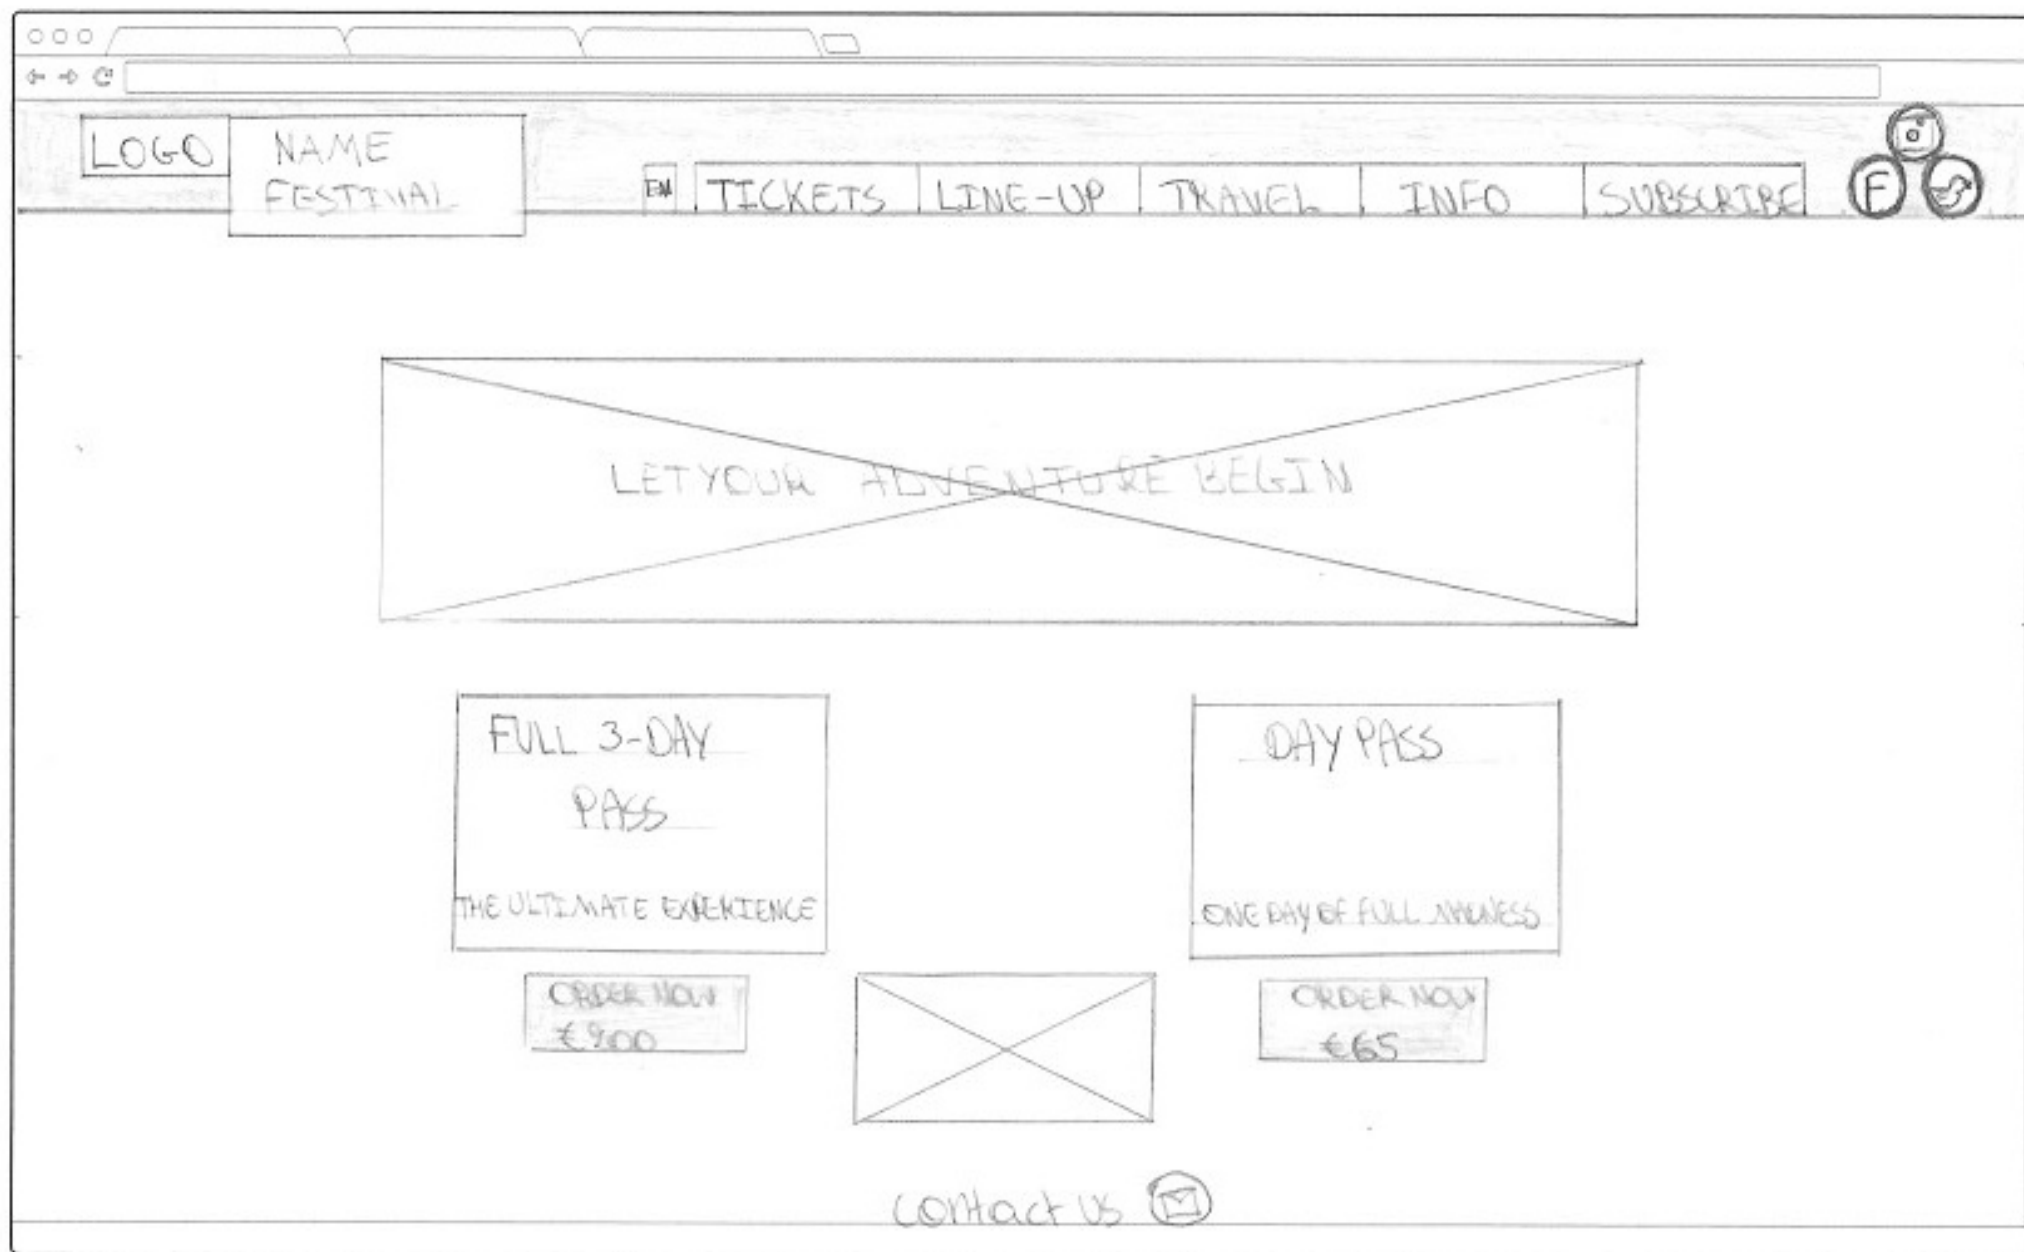 LOGO
NAME
FESTIVAL
EN
TICKETS
LINE-UP
TRAVEL
INFO
SUBSCRIBE
F
LET YOUR ADVENTURE BEGIN
FULL 3-DAY
PASS
THE ULTIMATE EXPERIENCE
DAY PASS
ONE DAY OF FULL MADNESS
ORDER NOW
ORDER NOW
€65
contact us